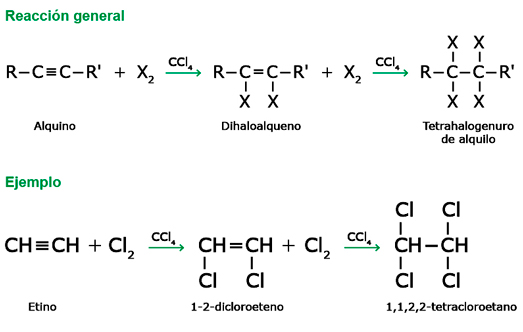 Reacción general
X X
R–C≡C–R' + X₂ CCl₄ R–C=C–R' + X₂ CCl₄ R–C–C–R'
X X X X
Alquino Dihaloalqueno Tetrahalogenuro
de alquilo
Ejemplo
Cl Cl
CH≡CH + Cl₂ CCl₄ CH=CH + Cl₂ CCl₄ CH–CH
Cl Cl Cl Cl
Etino 1-2-dicloroeteno 1,1,2,2-tetracloroetano